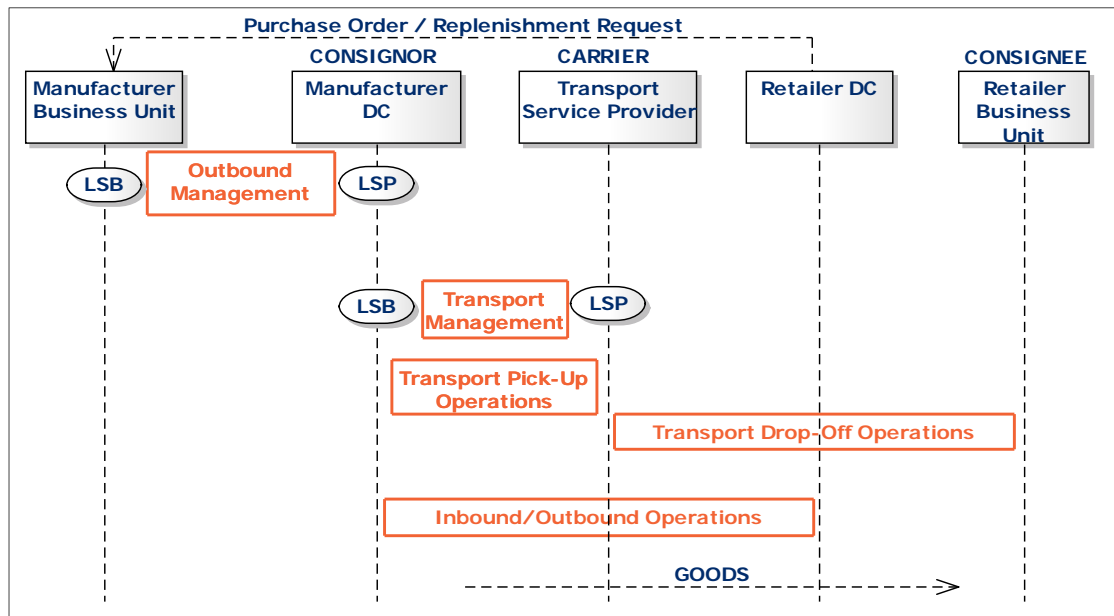 Purchase Order / Replenishment Request
CONSIGNOR
CARRIER
CONSIGNEE
Manufacturer
Business Unit
Manufacturer
DC
Transport
Service Provider
Retailer DC
Retailer
Business
Unit
LSB
Outbound
Management
LSP
LSB
Transport
Management
LSP
Transport Pick-Up
Operations
Transport Drop-Off Operations
Inbound/Outbound Operations
GOODS